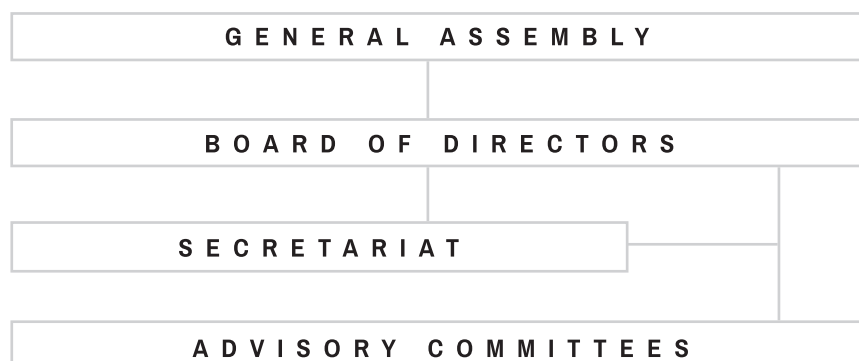 GENERAL ASSEMBLY
BOARD OF DIRECTORS
SECRETARIAT
ADVISORY COMMITTEES